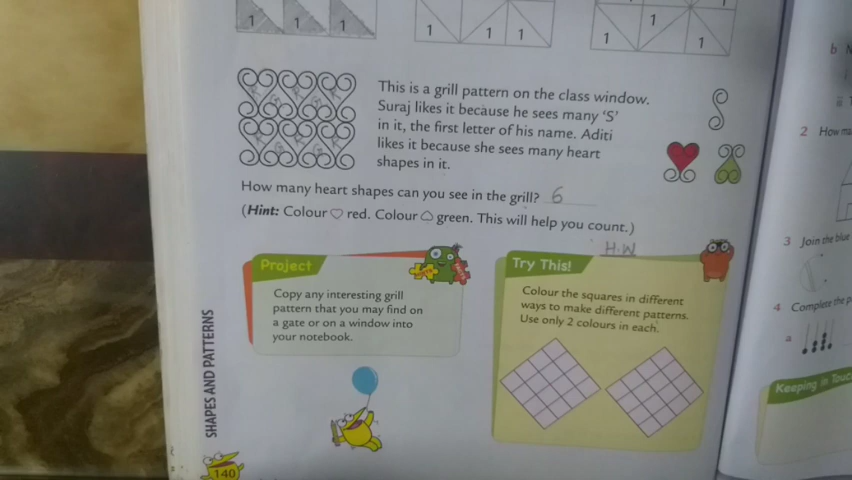 1 1 1 1 1 1 1 1 1
This is a grill pattern on the class window.
Suraj likes it because he sees many 'S'
in it, the first letter of his name. Aditi
likes it because she sees many heart
shapes in it.
How many heart shapes can you see in the grill? 6
(Hint: Colour ♡ red. Colour green. This will help you count.)
H.W
Project
Copy any interesting grill
pattern that you may find on
a gate or on a window into
your notebook.
Try This!
Colour the squares in different
ways to make different patterns.
Use only 2 colours in each.
SHAPES AND PATTERNS
140
b
ii
2 How
3 Join the blue
4 Complete the
a
Keeping in